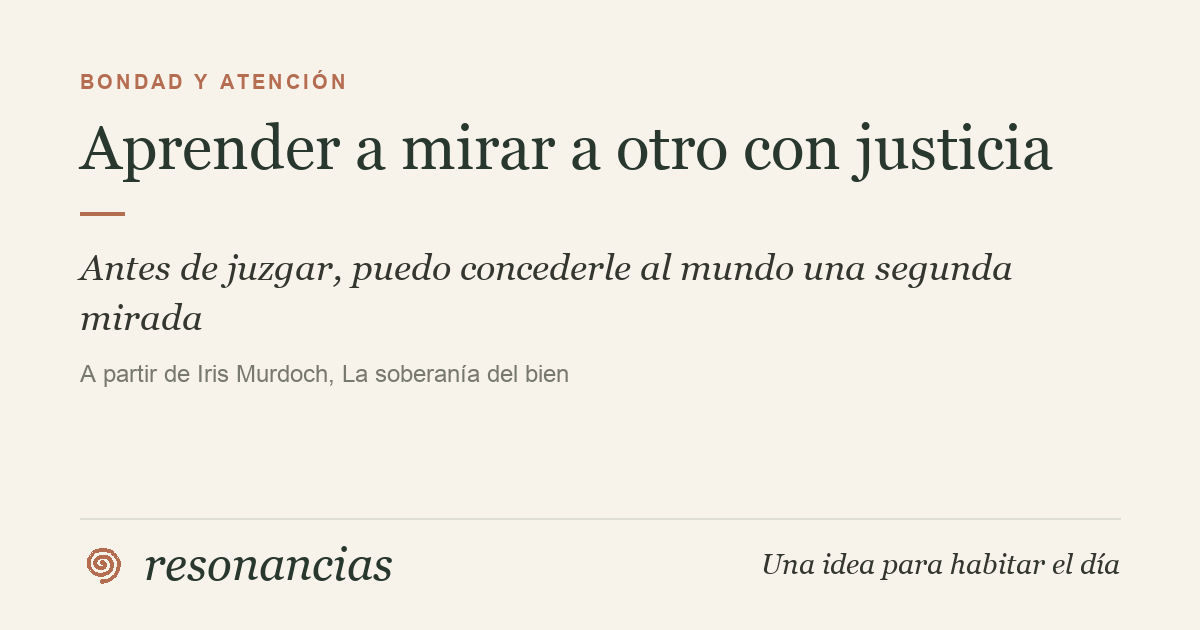 BONDAD Y ATENCIÓN
Aprender a mirar a otro con justicia
Antes de juzgar, puedo concederle al mundo una segunda
mirada
A partir de Iris Murdoch, La soberanía del bien
resonancias
Una idea para habitar el día